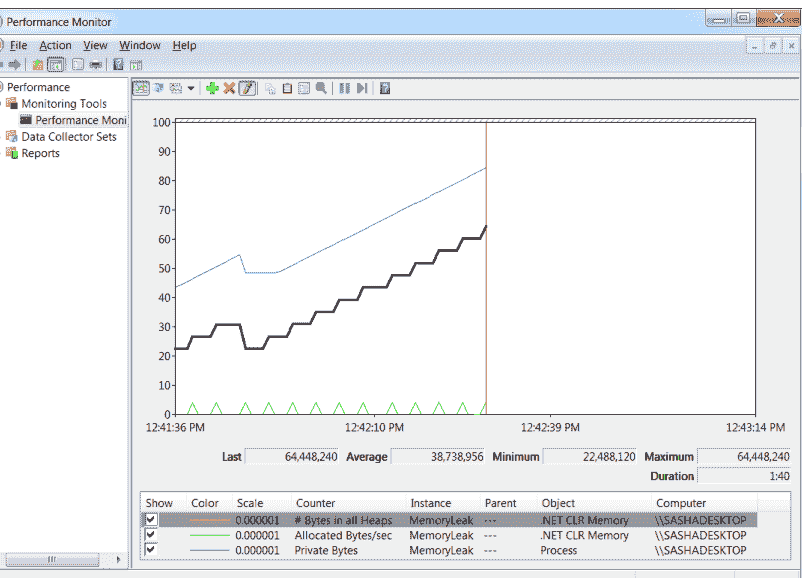 Performance Monitor
File Action View Window Help
Performance
Monitoring Tools
Performance Moni
Data Collector Sets
Reports
100
90
80
70
60
50
40
30
20
10
0
12:41:36 PM 12:42:10 PM 12:42:39 PM 12:43:14 PM
Last 64,448,240 Average 38,738,956 Minimum 22,488,120 Maximum 64,448,240
Duration 1:40
Show Color Scale Counter Instance Parent Object Computer
0.000001 # Bytes in all Heaps MemoryLeak --- .NET CLR Memory \\SASHADESKTOP
0.000001 Allocated Bytes/sec MemoryLeak --- .NET CLR Memory \\SASHADESKTOP
0.000001 Private Bytes MemoryLeak --- Process \\SASHADESKTOP